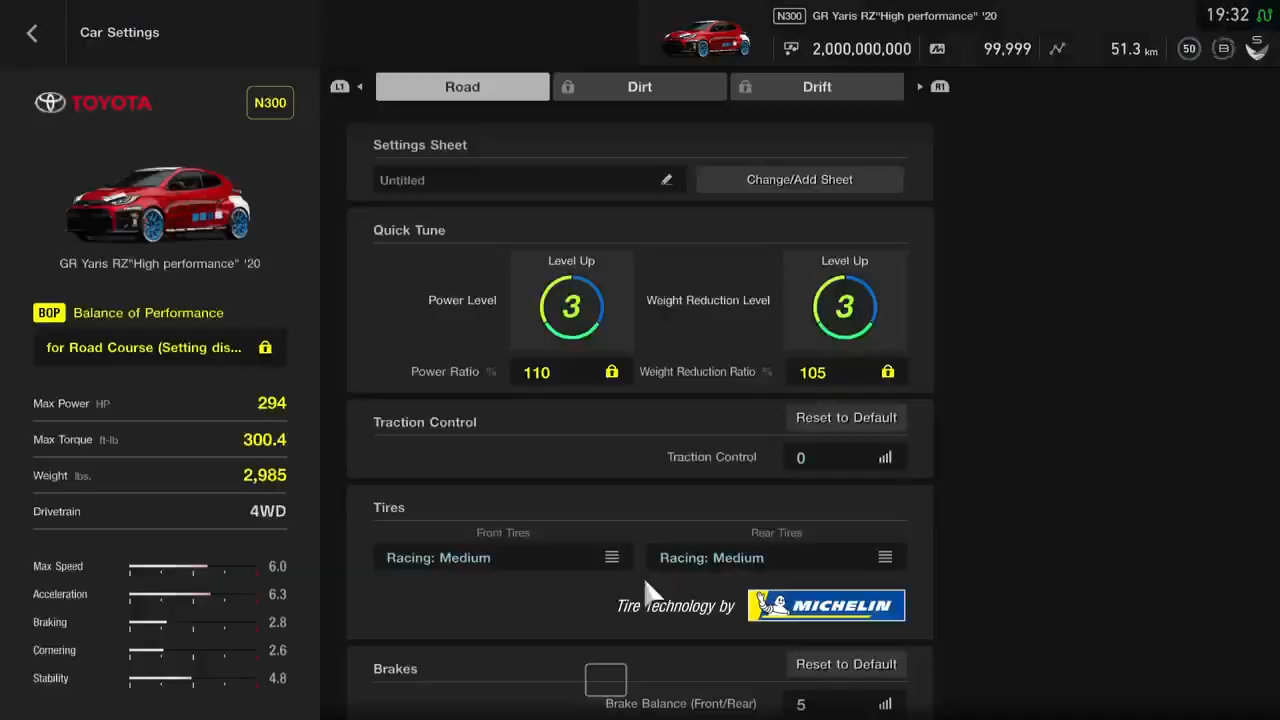 Car Settings
N300 GR Yaris RZ"High performance" '20
2,000,000,000 99,999 51.3 km 50 B S
19:32
TOYOTA N300
GR Yaris RZ"High performance" '20
BOP Balance of Performance
for Road Course (Setting dis...
Max Power HP 294
Max Torque ft-lb 300.4
Weight lbs. 2,985
Drivetrain 4WD
Max Speed 6.0
Acceleration 6.3
Braking 2.8
Cornering 2.6
Stability 4.8
L1 Road Dirt Drift R1
Settings Sheet
Untitled Change/Add Sheet
Quick Tune
Level Up Level Up
Power Level 3 Weight Reduction Level 3
Power Ratio % 110 Weight Reduction Ratio % 105
Traction Control Reset to Default
Traction Control 0
Tires
Front Tires Rear Tires
Racing: Medium Racing: Medium
Tire Technology by MICHELIN
Brakes Reset to Default
Brake Balance (Front/Rear) 5